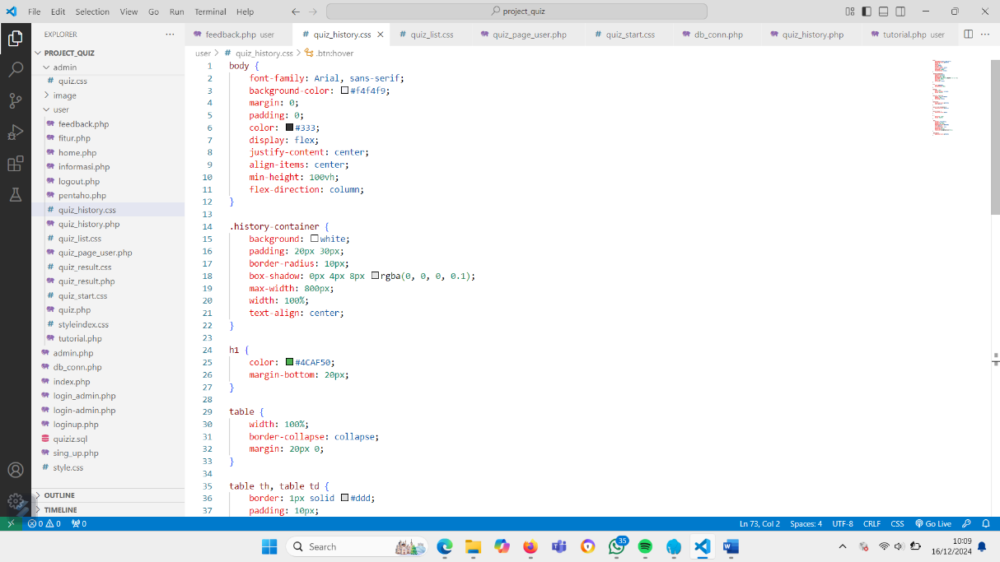 File Edit Selection View Go Run Terminal Help
project_quiz
EXPLORER
feedback.php user
quiz_history.css
quiz_list.css
quiz_page_user.php
quiz_start.css
db_conn.php
quiz_history.php
tutorial.php user
PROJECT_QUIZ
admin
quiz.css
image
user
feedback.php
fitur.php
home.php
informasi.php
logout.php
pentaho.php
quiz_history.css
quiz_history.php
quiz_list.css
quiz_page_user.php
quiz_result.css
quiz_result.php
quiz_start.css
quiz.php
styleindex.css
tutorial.php
admin.php
db_conn.php
index.php
login_admin.php
login-admin.php
loginup.php
quiziz.sql
sing_up.php
style.css
OUTLINE
TIMELINE
user > # quiz_history.css > .btn:hover
1 body {
2 font-family: Arial, sans-serif;
3 background-color: #f4f4f9;
4 margin: 0;
5 padding: 0;
6 color: #333;
7 display: flex;
8 justify-content: center;
9 align-items: center;
10 min-height: 100vh;
11 flex-direction: column;
12 }
13
14 .history-container {
15 background: white;
16 padding: 20px 30px;
17 border-radius: 10px;
18 box-shadow: 0px 4px 8px rgba(0, 0, 0, 0.1);
19 max-width: 800px;
20 width: 100%;
21 text-align: center;
22 }
23
24 h1 {
25 color: #4CAF50;
26 margin-bottom: 20px;
27 }
28
29 table {
30 width: 100%;
31 border-collapse: collapse;
32 margin: 20px 0;
33 }
34
35 table th, table td {
36 border: 1px solid #ddd;
37 padding: 10px;
0 0 0
Ln 73, Col 2 Spaces: 4 UTF-8 CRLF CSS Go Live
Search
35
10:09
16/12/2024